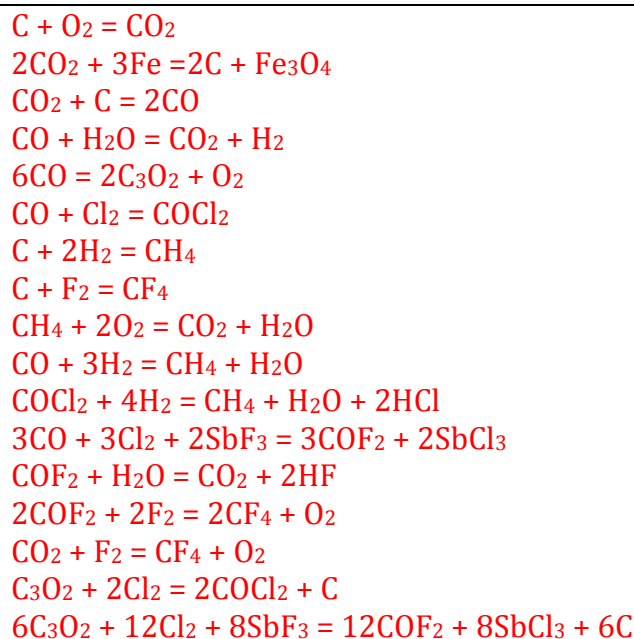 C + O₂ = CO₂
2CO₂ + 3Fe =2C + Fe₃O₄
CO₂ + C = 2CO
CO + H₂O = CO₂ + H₂
6CO = 2C₃O₂ + O₂
CO + Cl₂ = COCl₂
C + 2H₂ = CH₄
C + F₂ = CF₄
CH₄ + 2O₂ = CO₂ + H₂O
CO + 3H₂ = CH₄ + H₂O
COCl₂ + 4H₂ = CH₄ + H₂O + 2HCl
3CO + 3Cl₂ + 2SbF₃ = 3COF₂ + 2SbCl₃
COF₂ + H₂O = CO₂ + 2HF
2COF₂ + 2F₂ = 2CF₄ + O₂
CO₂ + F₂ = CF₄ + O₂
C₃O₂ + 2Cl₂ = 2COCl₂ + C
6C₃O₂ + 12Cl₂ + 8SbF₃ = 12COF₂ + 8SbCl₃ + 6C